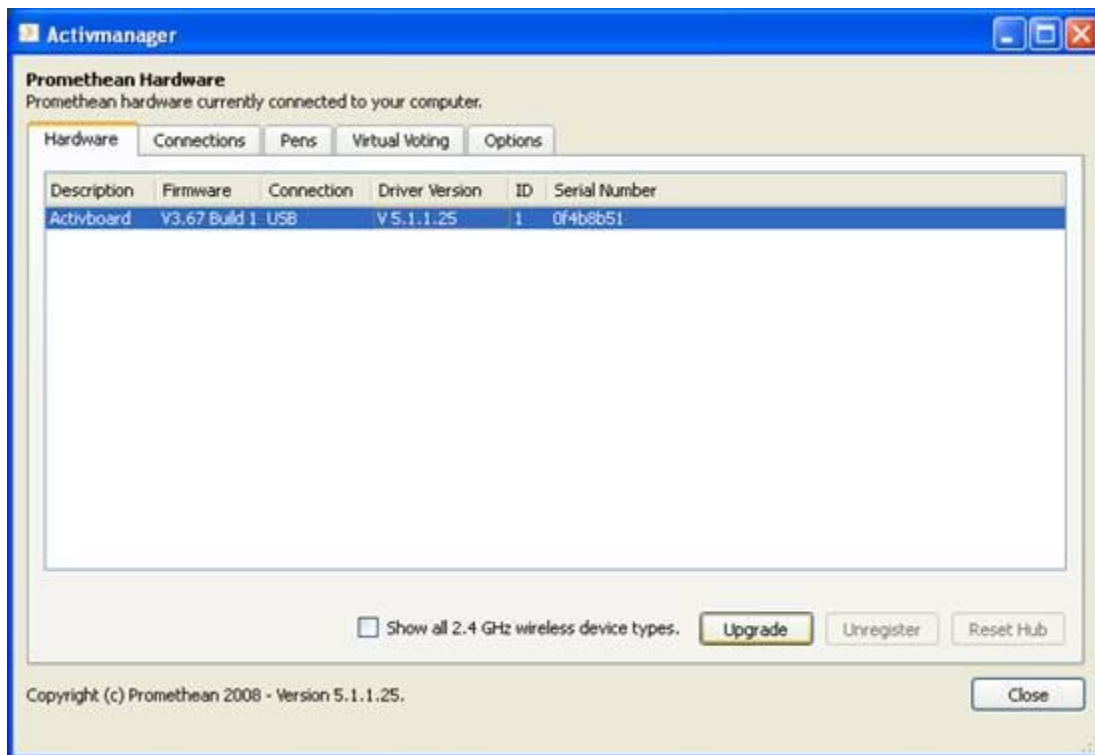 Activmanager
Promethean Hardware
Promethean hardware currently connected to your computer.
Hardware Connections Pens Virtual Voting Options
Description Firmware Connection Driver Version ID Serial Number
Activboard V3.67 Build 1 USB V 5.1.1.25 1 0f4b8b51
Show all 2.4 GHz wireless device types. Upgrade Unregister Reset Hub
Copyright (c) Promethean 2008 - Version 5.1.1.25. Close